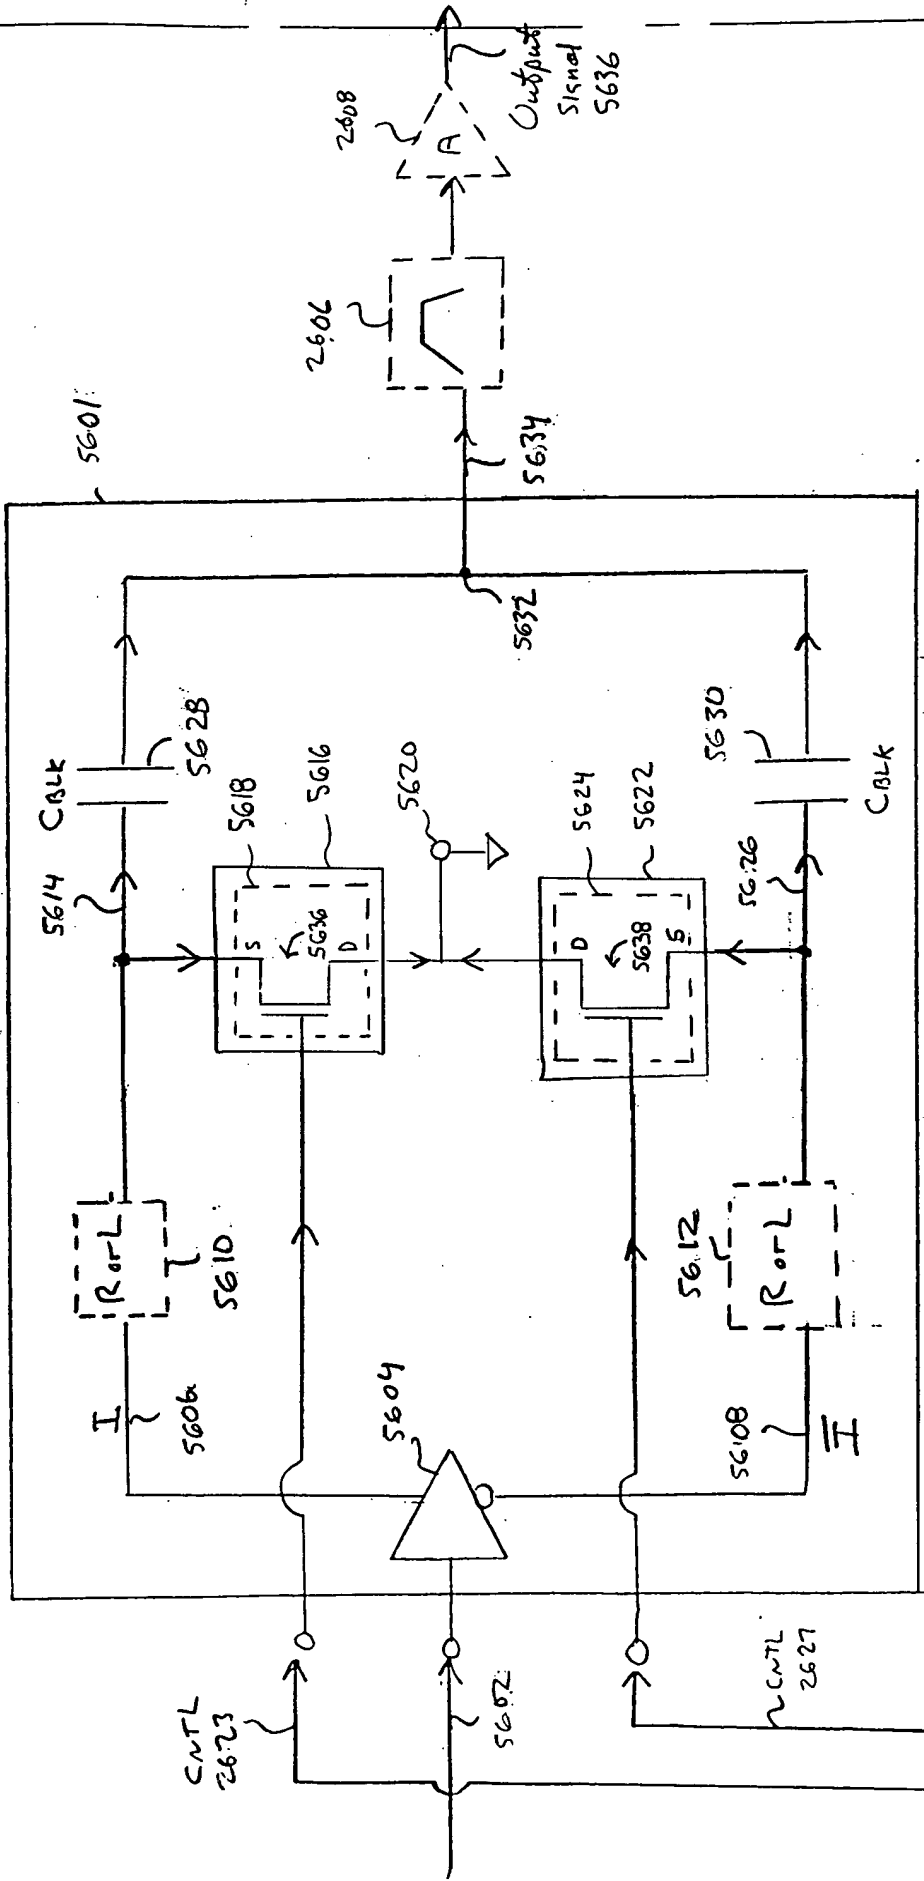 5601
2608
A
Output
Signal
5636
2606
5634
5632
CBLK
5628
5614
5618
5616
S
5636
D
5620
5624
5622
D
5638
S
5630
5626
CBLK
R or L
5610
5612
R or L
I
5606
5604
5608
I
CNTL
2623
5602
CNTL
2627